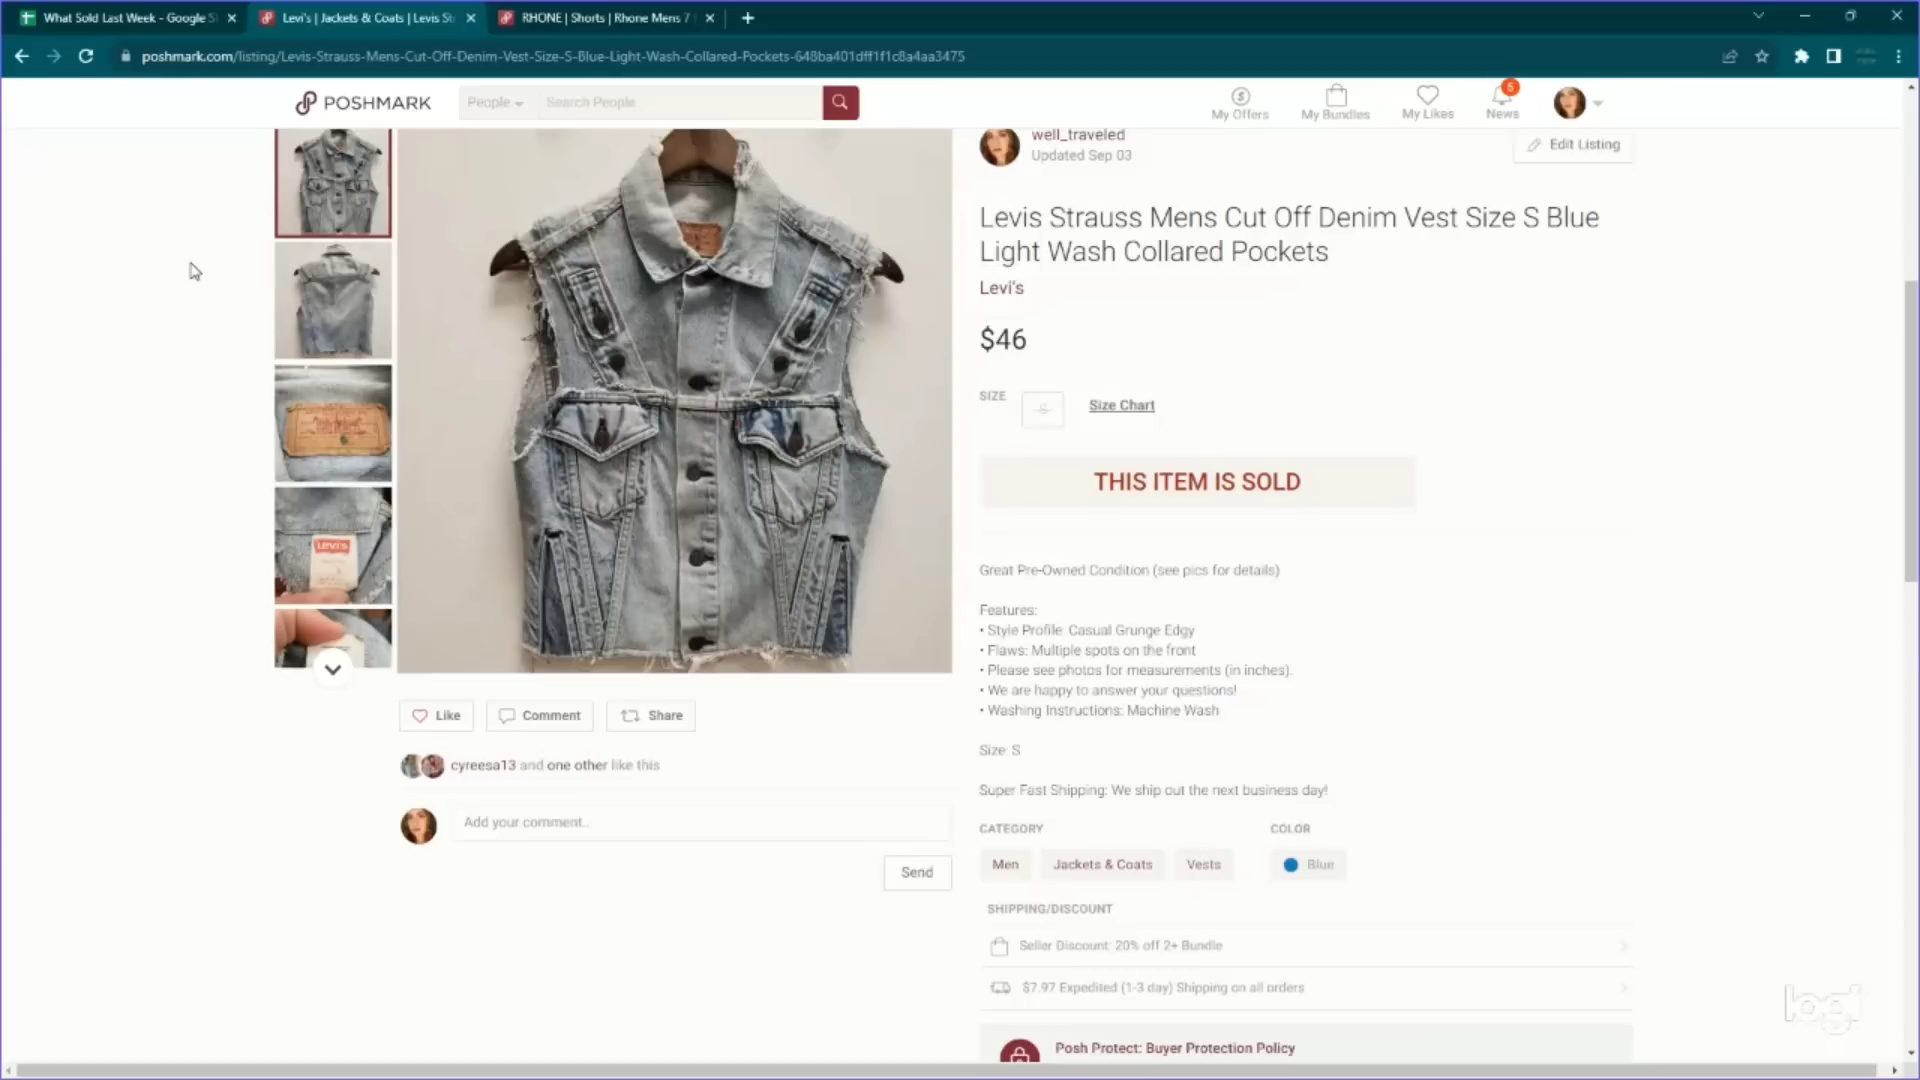 What Sold Last Week - Google S
Levi's | Jackets & Coats | Levis St
RHONE | Shorts | Rhone Mens 7
poshmark.com/listing/Levis-Strauss-Mens-Cut-Off-Denim-Vest-Size-S-Blue-Light-Wash-Collared-Pockets-648ba401dff1f1c8a4aa3475
POSHMARK
People
Search People
My Offers
My Bundles
My Likes
5
News
well_traveled
Updated Sep 03
Edit Listing
Levis Strauss Mens Cut Off Denim Vest Size S Blue
Light Wash Collared Pockets
Levi's
$46
SIZE
S
Size Chart
THIS ITEM IS SOLD
Great Pre-Owned Condition (see pics for details)
Features:
• Style Profile: Casual Grunge Edgy
• Flaws: Multiple spots on the front
• Please see photos for measurements (in inches).
• We are happy to answer your questions!
• Washing Instructions: Machine Wash
Size: S
Super Fast Shipping: We ship out the next business day!
CATEGORY
COLOR
Men
Jackets & Coats
Vests
Blue
SHIPPING/DISCOUNT
Seller Discount: 20% off 2+ Bundle
$7.97 Expedited (1-3 day) Shipping on all orders
Posh Protect: Buyer Protection Policy
LEVI'S
Like
Comment
Share
cyreesa13 and one other like this
Add your comment..
Send
logi